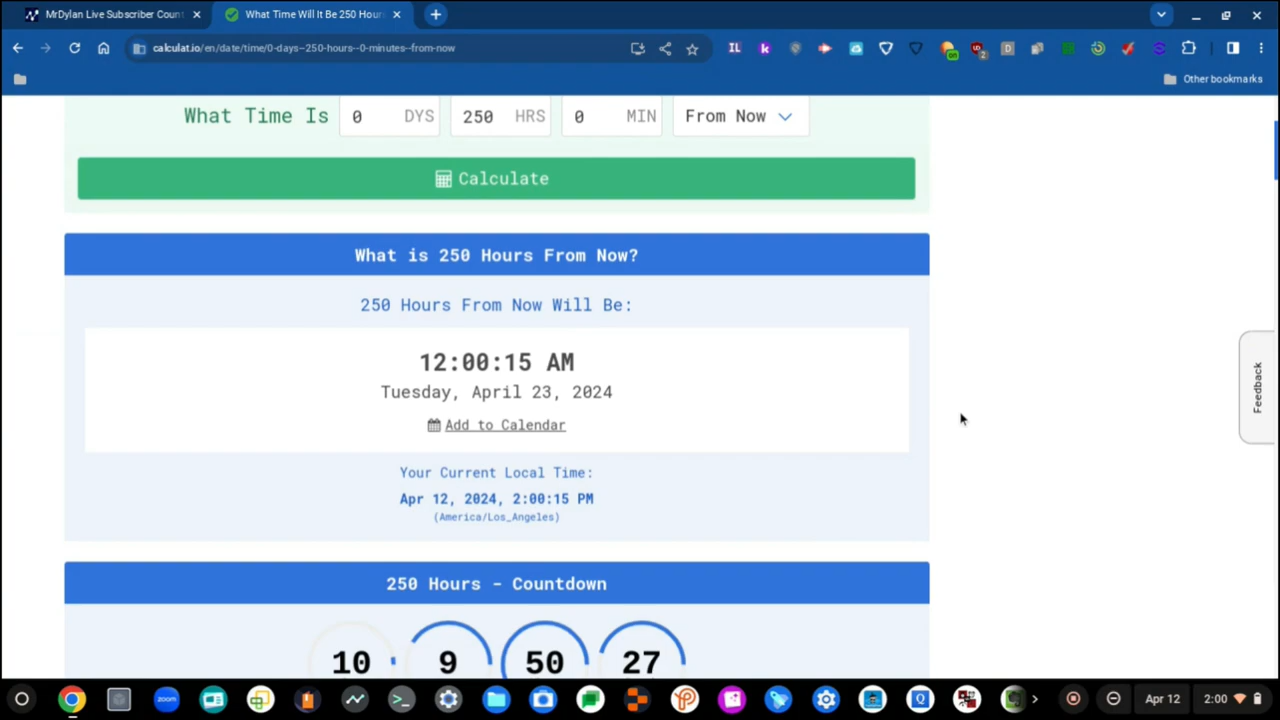 MrDylan Live Subscriber Count
What Time Will It Be 250 Hours
calculat.io/en/date/time/0-days--250-hours--0-minutes--from-now
Other bookmarks
What Time Is 0 DYS 250 HRS 0 MIN From Now
Calculate
What is 250 Hours From Now?
250 Hours From Now Will Be:
12:00:15 AM
Tuesday, April 23, 2024
Add to Calendar
Your Current Local Time:
Apr 12, 2024, 2:00:15 PM
(America/Los_Angeles)
Feedback
250 Hours - Countdown
10 9 50 27
zoom
Apr 12 2:00